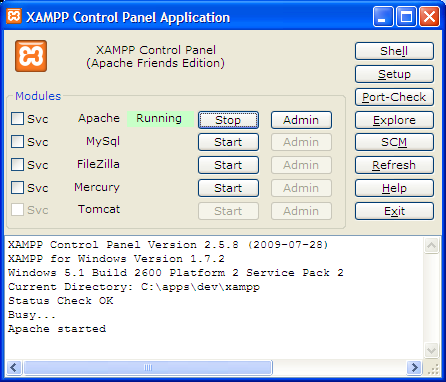 XAMPP Control Panel Application
XAMPP Control Panel
(Apache Friends Edition)
Shell
Setup
Port-Check
Explore
SCM
Refresh
Help
Exit
Modules
Svc Apache Running Stop Admin
Svc MySql Start Admin
Svc FileZilla Start Admin
Svc Mercury Start Admin
Svc Tomcat Start Admin
XAMPP Control Panel Version 2.5.8 (2009-07-28)
XAMPP for Windows Version 1.7.2
Windows 5.1 Build 2600 Platform 2 Service Pack 2
Current Directory: C:\apps\dev\xampp
Status Check OK
Busy...
Apache started